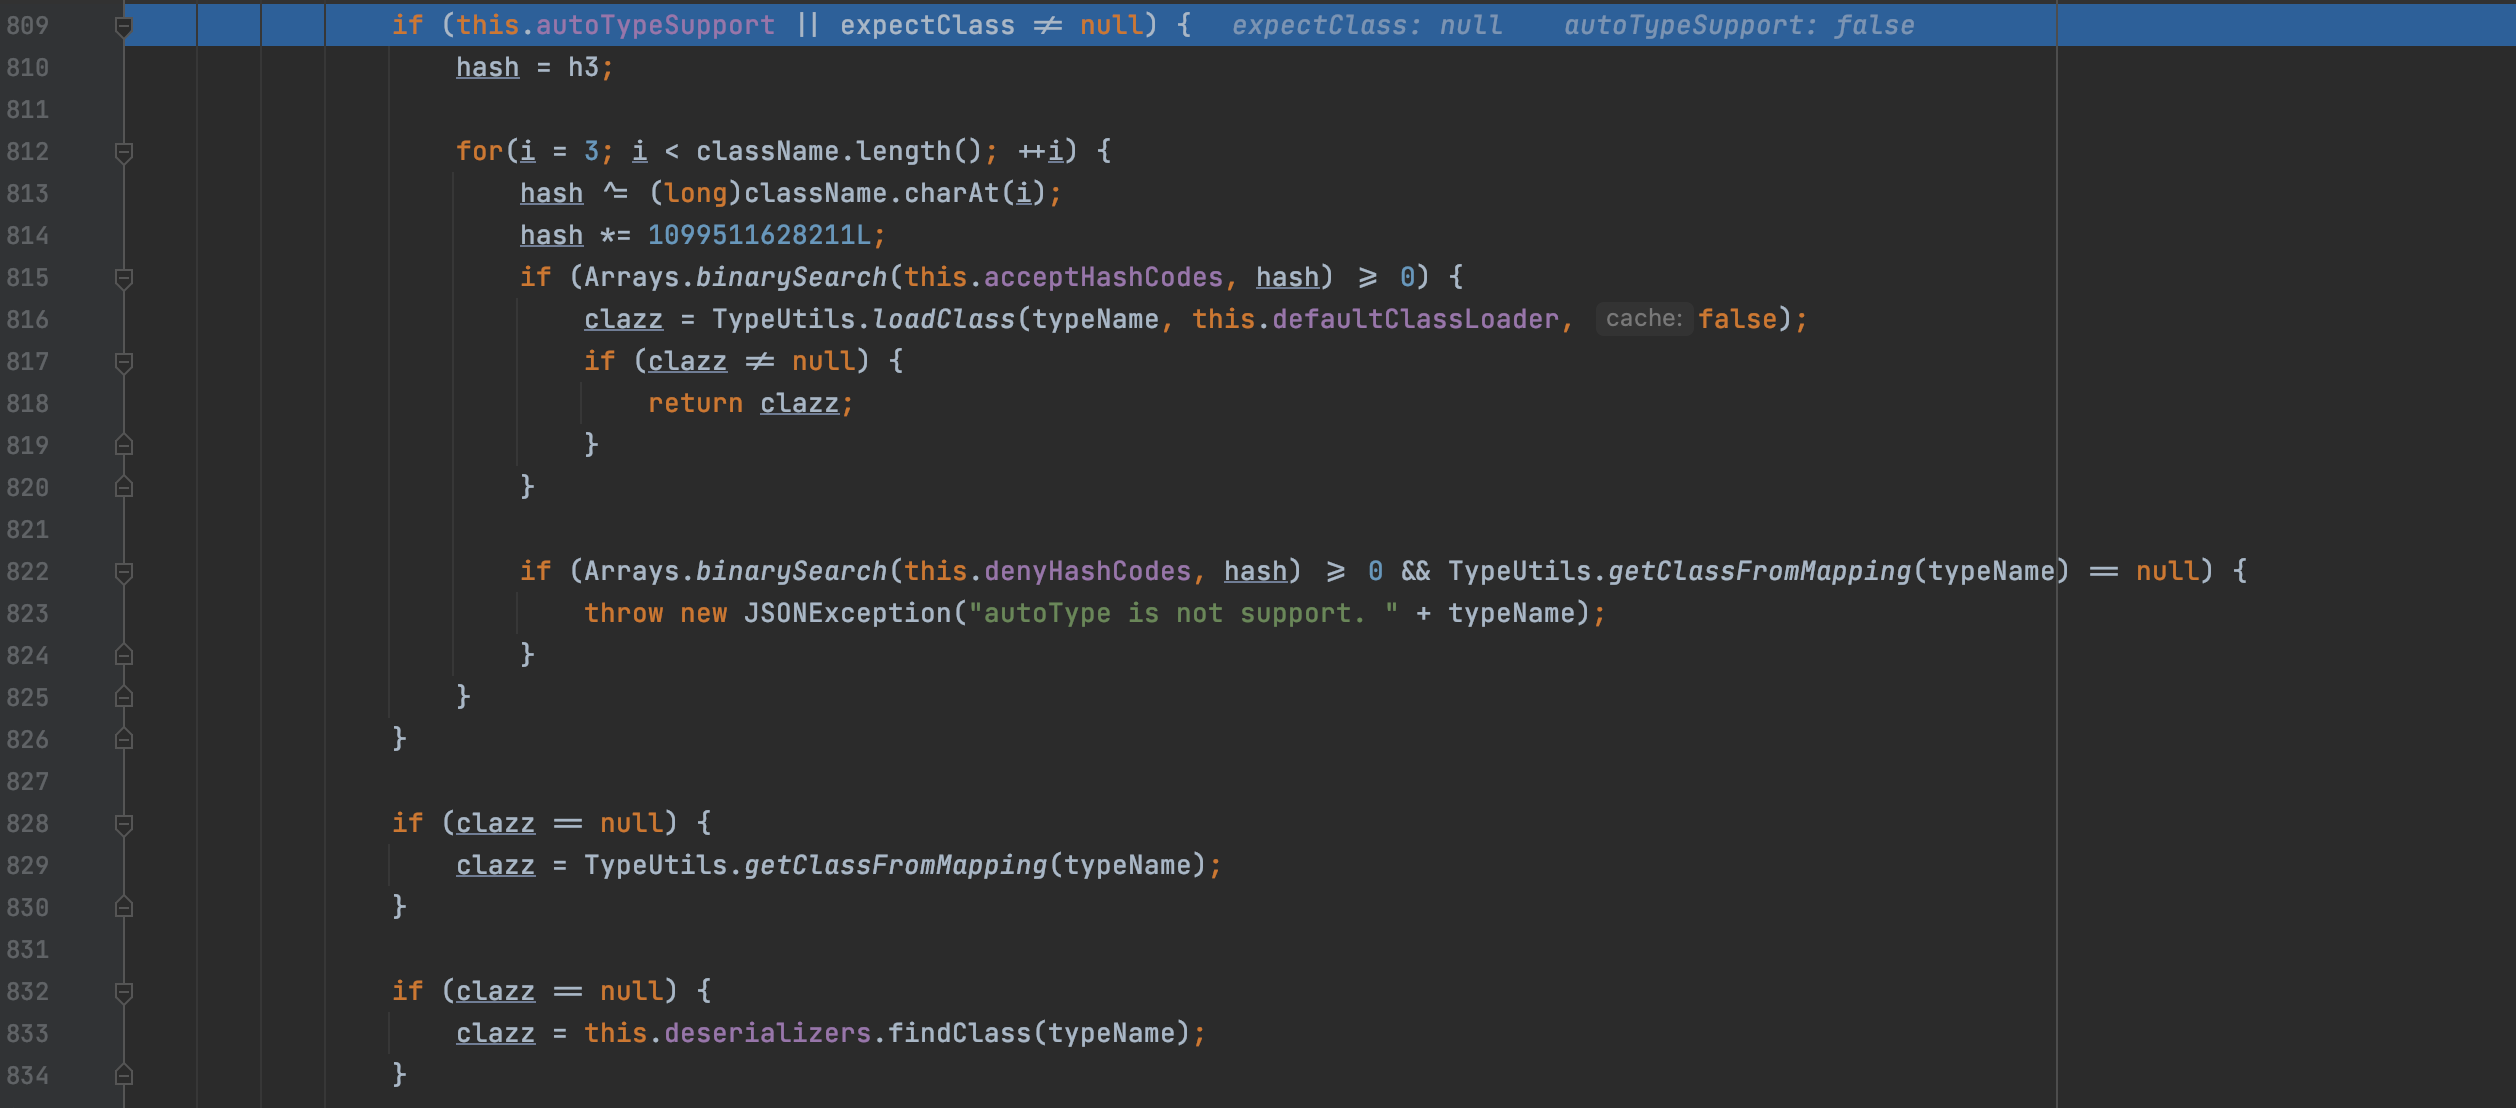 809 if (this.autoTypeSupport || expectClass ≠ null) { expectClass: null autoTypeSupport: false
810 hash = h3;
811
812 for(i = 3; i < className.length(); ++i) {
813 hash ^= (long)className.charAt(i);
814 hash *= 1099511628211L;
815 if (Arrays.binarySearch(this.acceptHashCodes, hash) ⩾ 0) {
816 clazz = TypeUtils.loadClass(typeName, this.defaultClassLoader, cache: false);
817 if (clazz ≠ null) {
818 return clazz;
819 }
820 }
821
822 if (Arrays.binarySearch(this.denyHashCodes, hash) ⩾ 0 && TypeUtils.getClassFromMapping(typeName) == null) {
823 throw new JSONException("autoType is not support. " + typeName);
824 }
825 }
826 }
827
828 if (clazz == null) {
829 clazz = TypeUtils.getClassFromMapping(typeName);
830 }
831
832 if (clazz == null) {
833 clazz = this.deserializers.findClass(typeName);
834 }